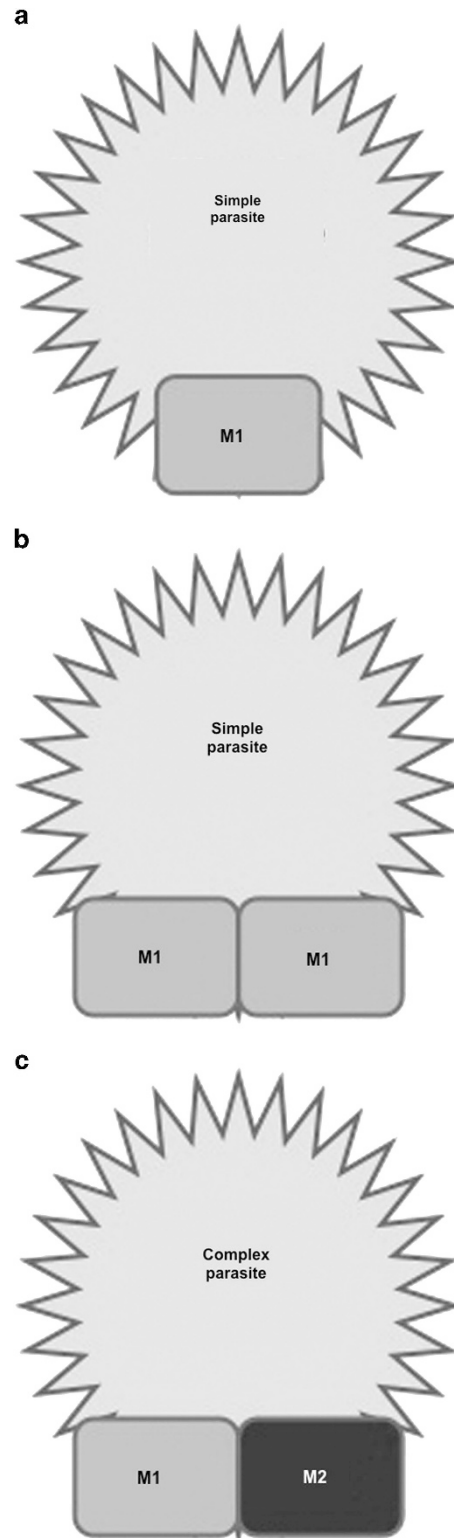 a
Simple
parasite
M1
b
Simple
parasite
M1 M1
c
Complex
parasite
M1 M2